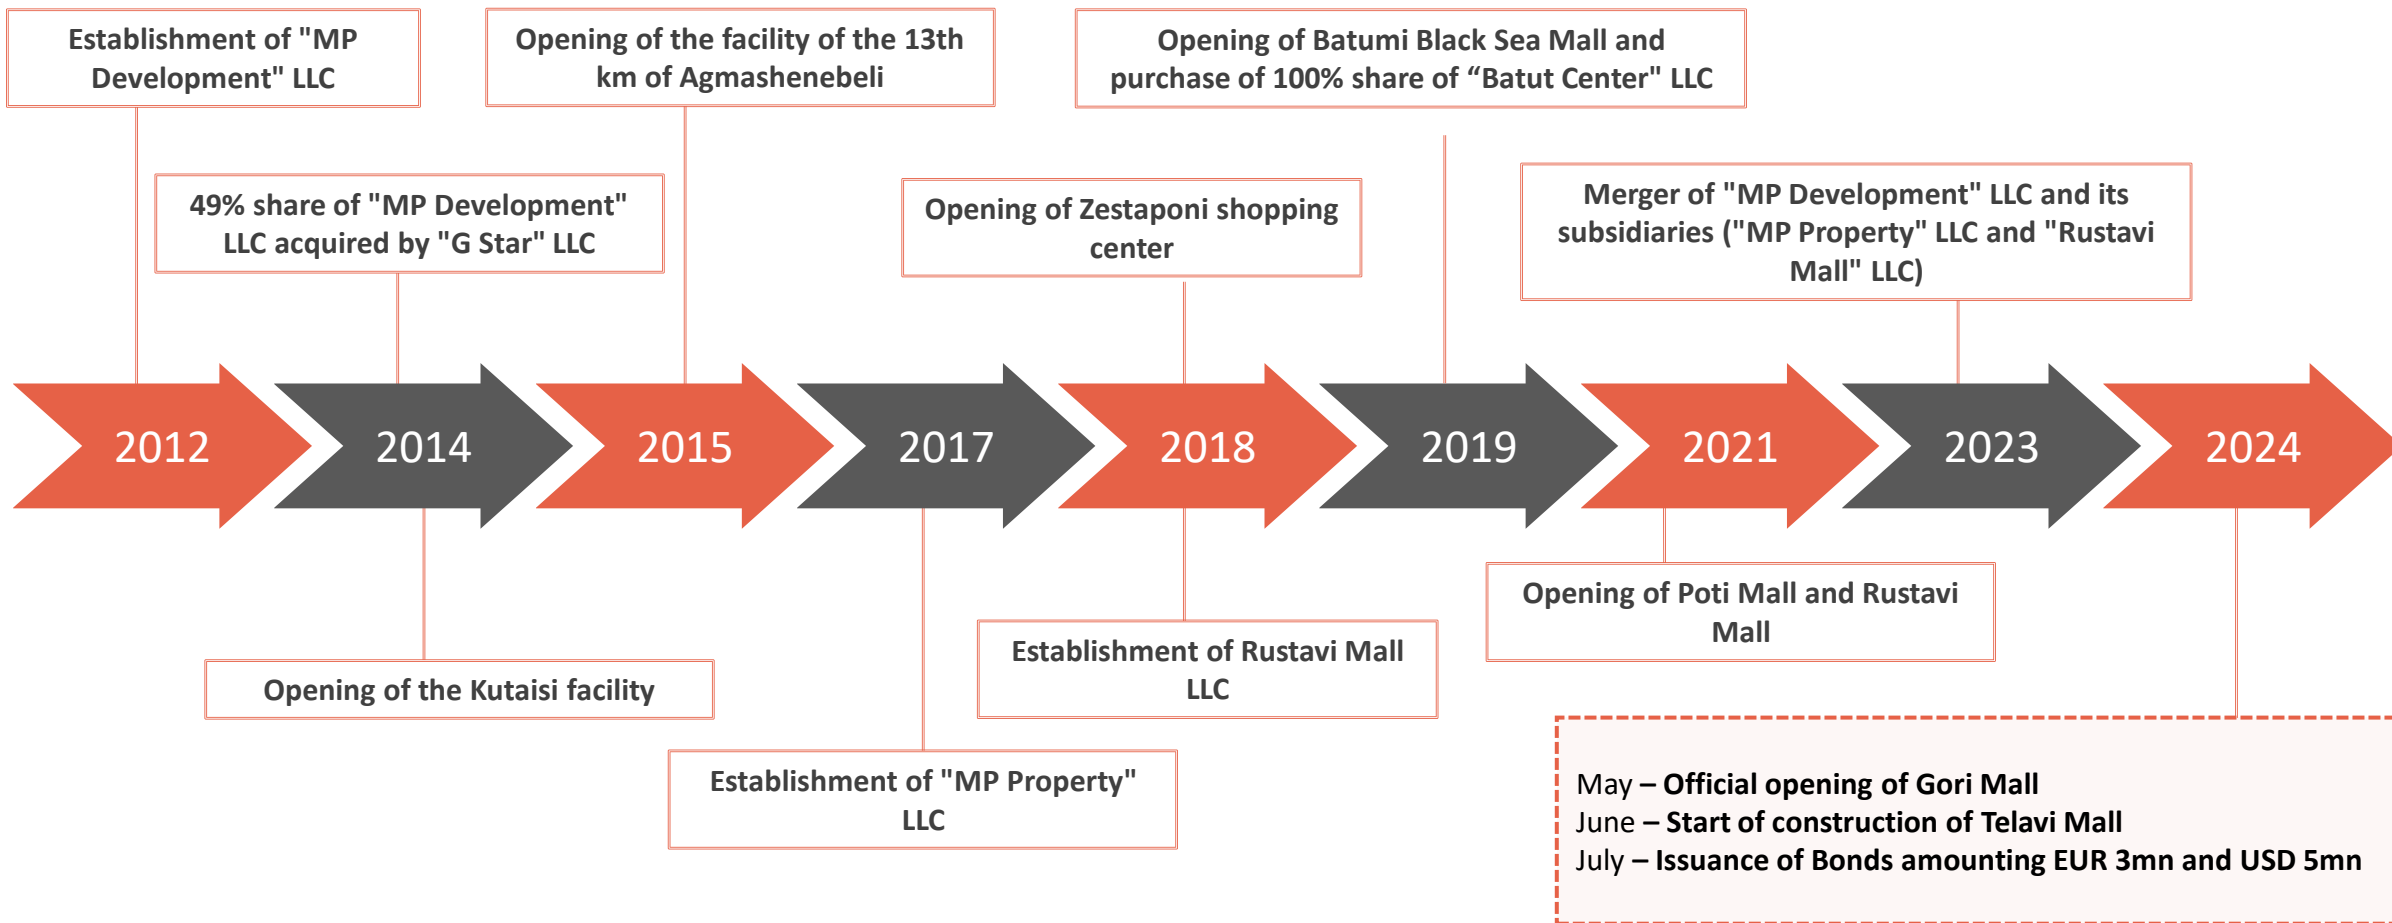 Establishment of "MP
Development" LLC
Opening of the facility of the 13th
km of Agmashenebeli
Opening of Batumi Black Sea Mall and
purchase of 100% share of “Batut Center" LLC
49% share of "MP Development"
LLC acquired by "G Star" LLC
Opening of Zestaponi shopping
center
Merger of "MP Development" LLC and its
subsidiaries ("MP Property" LLC and "Rustavi
Mall" LLC)
2012
2014
2015
2017
2018
2019
2021
2023
2024
Opening of the Kutaisi facility
Establishment of "MP Property"
LLC
Establishment of Rustavi Mall
LLC
Opening of Poti Mall and Rustavi
Mall
May – Official opening of Gori Mall
June – Start of construction of Telavi Mall
July – Issuance of Bonds amounting EUR 3mn and USD 5mn